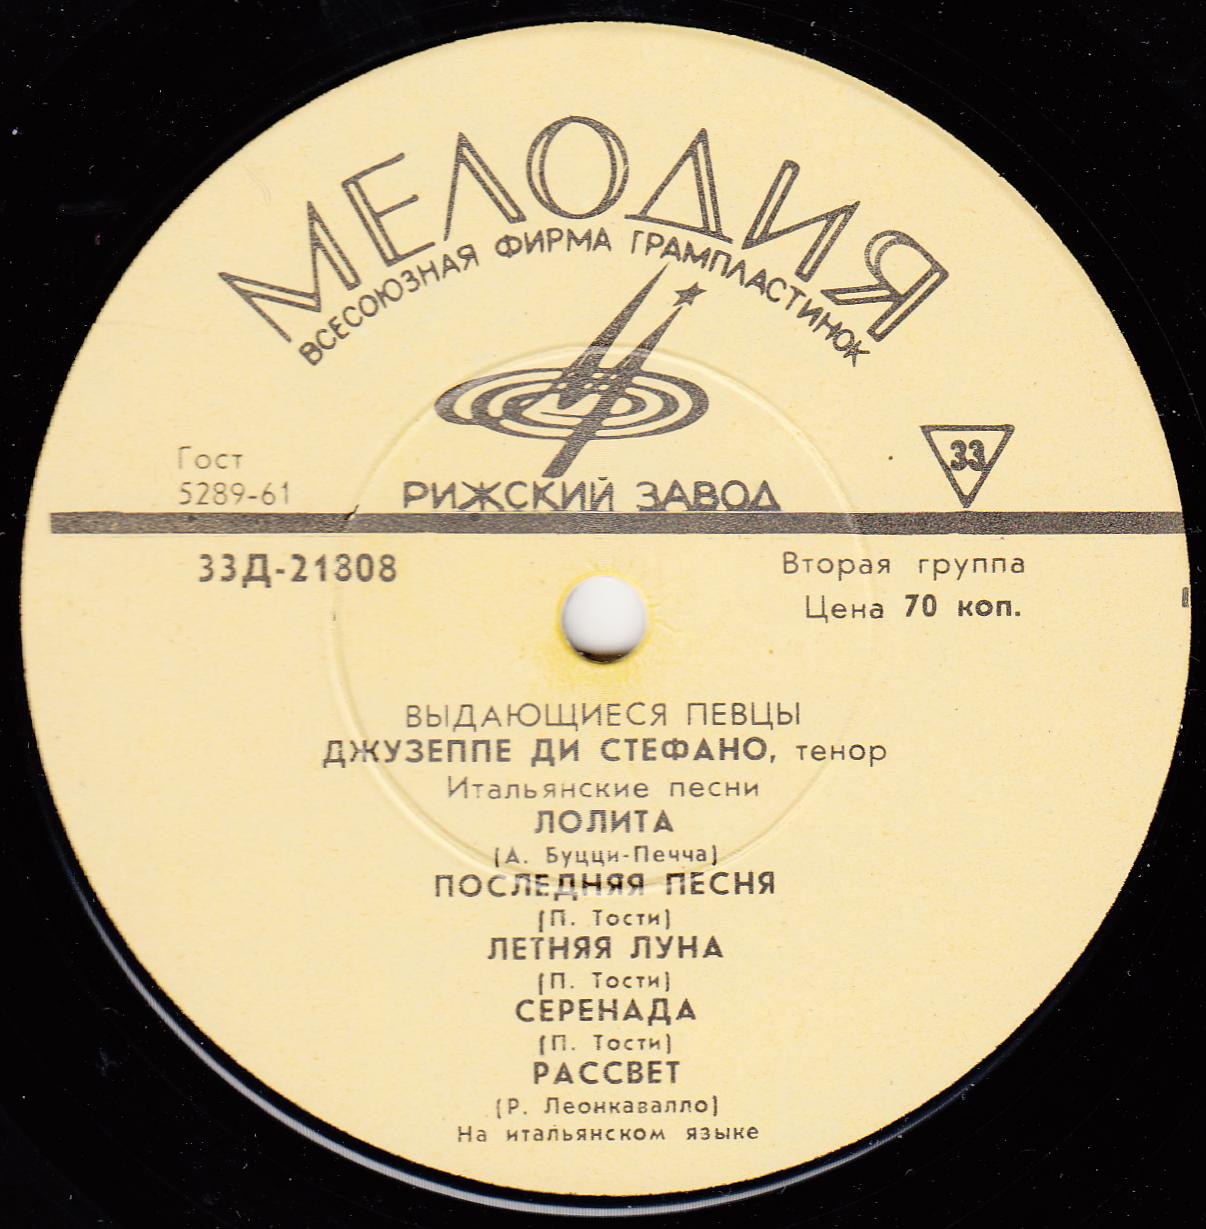 МЕЛОДИЯ
ВСЕСОЮЗНАЯ ФИРМА ГРАМПЛАСТИНОК
Гост
5289-61
РИЖСКИЙ ЗАВОД
33
33Д-21808
Вторая группа
Цена 70 коп.
ВЫДАЮЩИЕСЯ ПЕВЦЫ
ДЖУЗЕППЕ ДИ СТЕФАНО, тенор
Итальянские песни
ЛОЛИТА
(А. Буцци-Печча)
ПОСЛЕДНЯЯ ПЕСНЯ
(П. Тости)
ЛЕТНЯЯ ЛУНА
(П. Тости)
СЕРЕНАДА
(П. Тости)
РАССВЕТ
(Р. Леонкавалло)
На итальянском языке